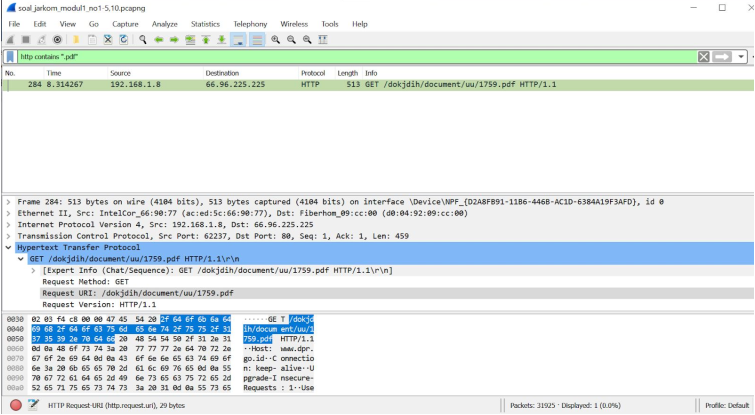 soal_jarkom_modul1_no1-5,10.pcapng
File Edit View Go Capture Analyze Statistics Telephony Wireless Tools Help
http contains ".pdf"
No. Time Source Destination Protocol Length Info
284 8.314267 192.168.1.8 66.96.225.225 HTTP 513 GET /dokjdih/document/uu/1759.pdf HTTP/1.1
> Frame 284: 513 bytes on wire (4104 bits), 513 bytes captured (4104 bits) on interface \Device\NPF_{D2A8FB91-11B6-446B-AC1D-6384A19F3AFD}, id 0
> Ethernet II, Src: IntelCor_66:90:77 (ac:ed:5c:66:90:77), Dst: Fiberhom_09:cc:00 (d0:04:92:09:cc:00)
> Internet Protocol Version 4, Src: 192.168.1.8, Dst: 66.96.225.225
> Transmission Control Protocol, Src Port: 62237, Dst Port: 80, Seq: 1, Ack: 1, Len: 459
Hypertext Transfer Protocol
GET /dokjdih/document/uu/1759.pdf HTTP/1.1\r\n
> [Expert Info (Chat/Sequence): GET /dokjdih/document/uu/1759.pdf HTTP/1.1\r\n]
Request Method: GET
Request URI: /dokjdih/document/uu/1759.pdf
Request Version: HTTP/1.1
0030 02 03 f4 c8 00 00 47 45 54 20 2f 64 6f 6b 6a 64 ······GE T /dokjd
0040 69 68 2f 64 6f 63 75 6d 65 6e 74 2f 75 75 2f 31 ih/docum ent/uu/1
0050 37 35 39 2e 70 64 66 20 48 54 54 50 2f 31 2e 31 759.pdf HTTP/1.1
0060 0d 0a 48 6f 73 74 3a 20 77 77 77 2e 64 70 72 2e ··Host: www.dpr.
0070 67 6f 2e 69 64 0d 0a 43 6f 6e 6e 65 63 74 69 6f go.id··C onnectio
0080 6e 3a 20 6b 65 65 70 2d 61 6c 69 76 65 0d 0a 55 n: keep- alive··U
0090 70 67 72 61 64 65 2d 49 6e 73 65 63 75 72 65 2d pgrade-I nsecure-
00a0 52 65 71 75 65 73 74 73 3a 20 31 0d 0a 55 73 65 Requests : 1··Use
HTTP Request-URI (http.request.uri), 29 bytes
Packets: 31925 · Displayed: 1 (0.0%)
Profile: Default